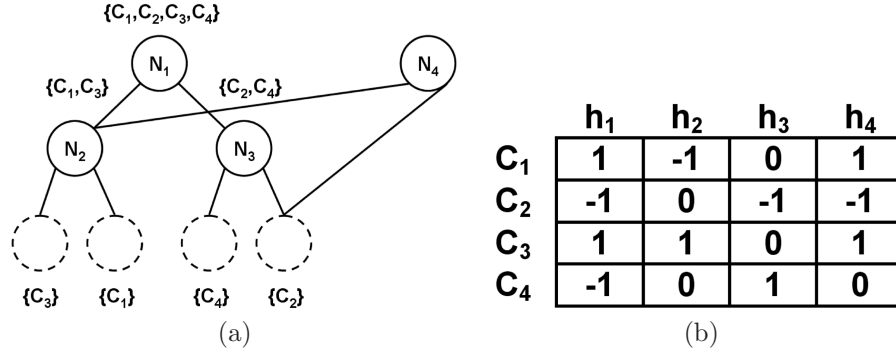 {C₁,C₂,C₃,C₄}
N₁
N₄
{C₁,C₃}
{C₂,C₄}
N₂
N₃
{C₃}
{C₁}
{C₄}
{C₂}
(a)
h₁ h₂ h₃ h₄
C₁ 1 -1 0 1
C₂ -1 0 -1 -1
C₃ 1 1 0 1
C₄ -1 0 1 0
(b)